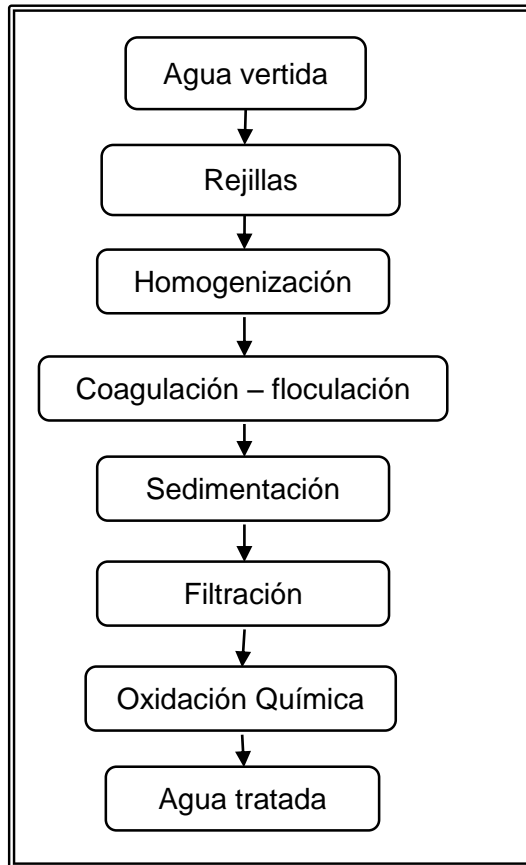 Agua vertida
Rejillas
Homogenización
Coagulación – floculación
Sedimentación
Filtración
Oxidación Química
Agua tratada